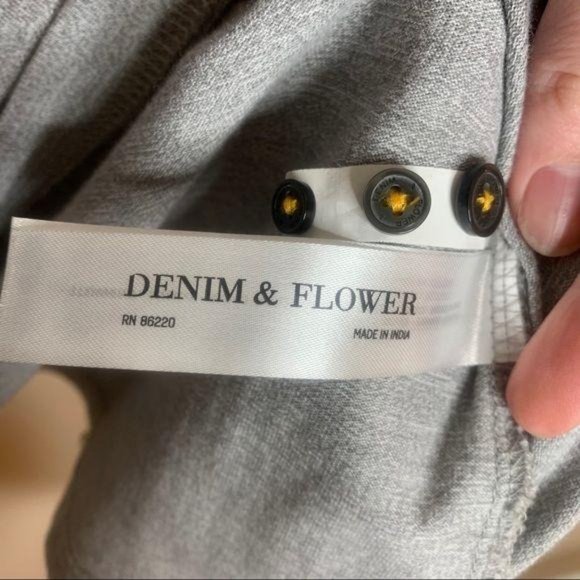 DENIM & FLOWER
RN 86220
MADE IN INDIA